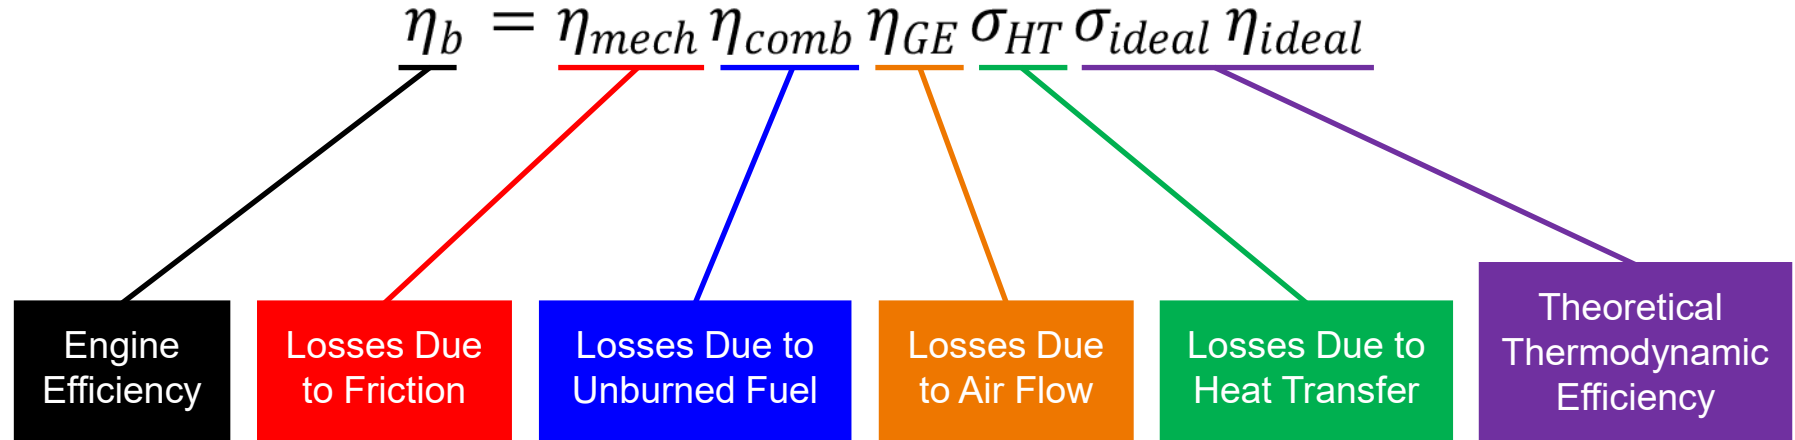 η_b = η_mech η_comb η_GE σ_HT σ_ideal η_ideal
Engine
Efficiency
Losses Due
to Friction
Losses Due to
Unburned Fuel
Losses Due
to Air Flow
Losses Due to
Heat Transfer
Theoretical
Thermodynamic
Efficiency